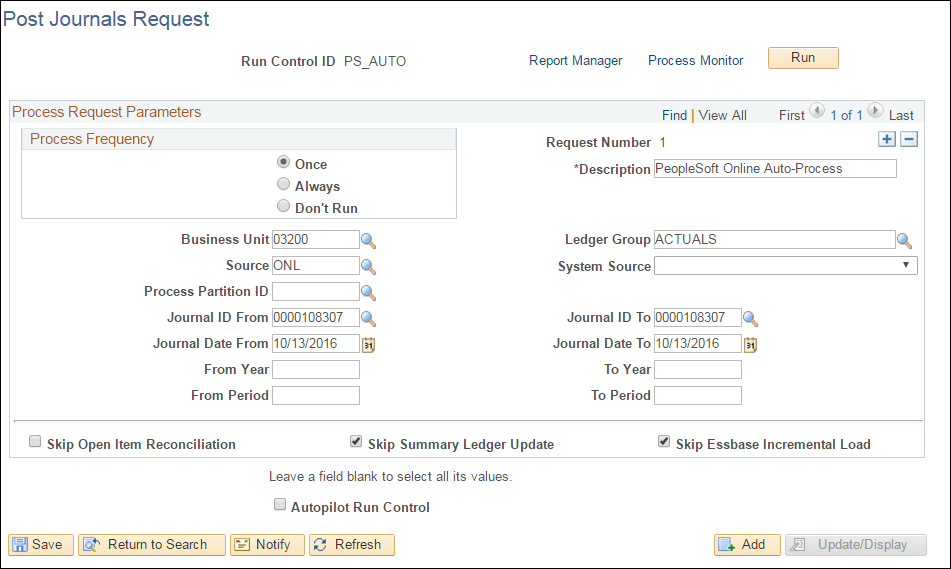 Post Journals Request
Run Control ID PS_AUTO Report Manager Process Monitor Run
Process Request Parameters Find | View All First 1 of 1 Last
Process Frequency
Once
Always
Don't Run
Request Number 1
*Description PeopleSoft Online Auto-Process
Business Unit 03200 Ledger Group ACTUALS
Source ONL System Source
Process Partition ID
Journal ID From 0000108307 Journal ID To 0000108307
Journal Date From 10/13/2016 31 Journal Date To 10/13/2016 31
From Year To Year
From Period To Period
Skip Open Item Reconciliation Skip Summary Ledger Update Skip Essbase Incremental Load
Leave a field blank to select all its values.
Autopilot Run Control
Save Return to Search Notify Refresh Add Update/Display